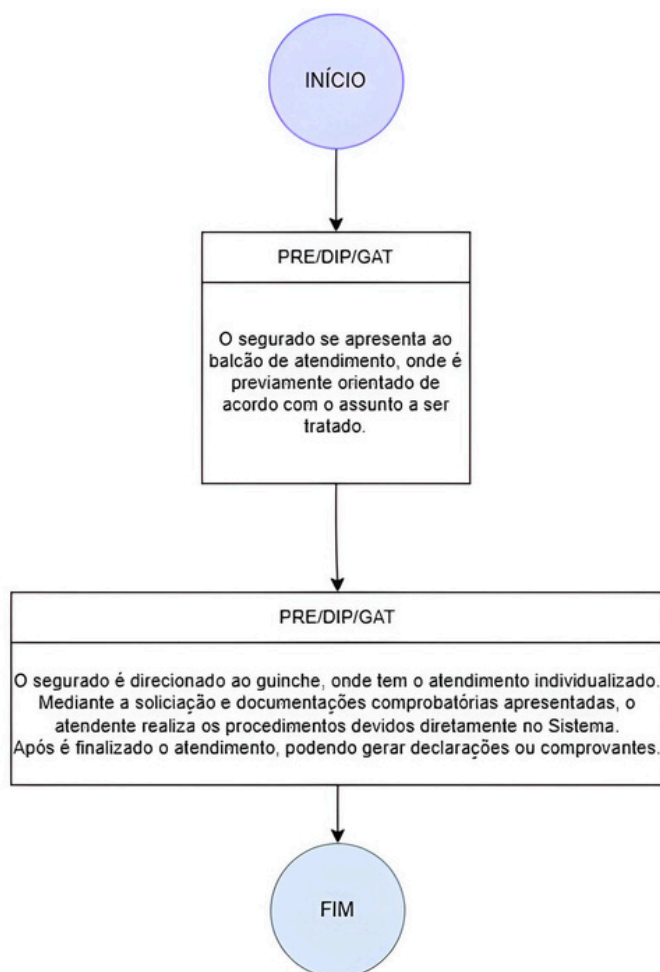 INÍCIO
PRE/DIP/GAT
O segurado se apresenta ao
balcão de atendimento, onde é
previamente orientado de
acordo com o assunto a ser
tratado.
PRE/DIP/GAT
O segurado é direcionado ao guinche, onde tem o atendimento individualizado.
Mediante a soliciação e documentações comprobatórias apresentadas, o
atendente realiza os procedimentos devidos diretamente no Sistema.
Após é finalizado o atendimento, podendo gerar declarações ou comprovantes.
FIM